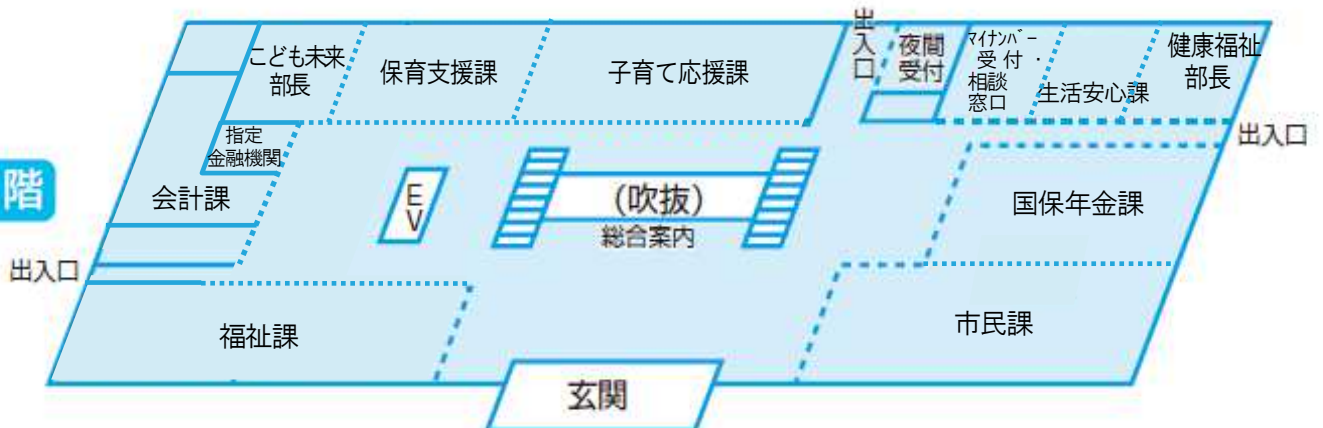 こども未来
部長
保育支援課
子育て応援課
出入口
夜間
受付
マイナンバー
受付・
相談
窓口
生活安心課
健康福祉
部長
出入口
指定
金融機関
階
会計課
EV
(吹抜)
総合案内
国保年金課
出入口
福祉課
市民課
玄関